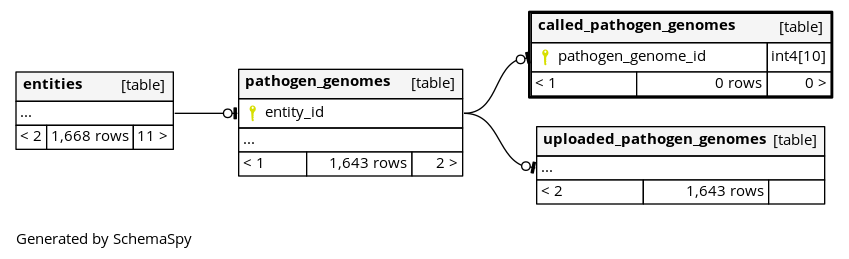 entities [table]
...
< 2 1,668 rows 11 >
pathogen_genomes [table]
entity_id
...
< 1 1,643 rows 2 >
called_pathogen_genomes [table]
pathogen_genome_id int4[10]
< 1 0 rows 0 >
uploaded_pathogen_genomes [table]
...
< 2 1,643 rows
Generated by SchemaSpy